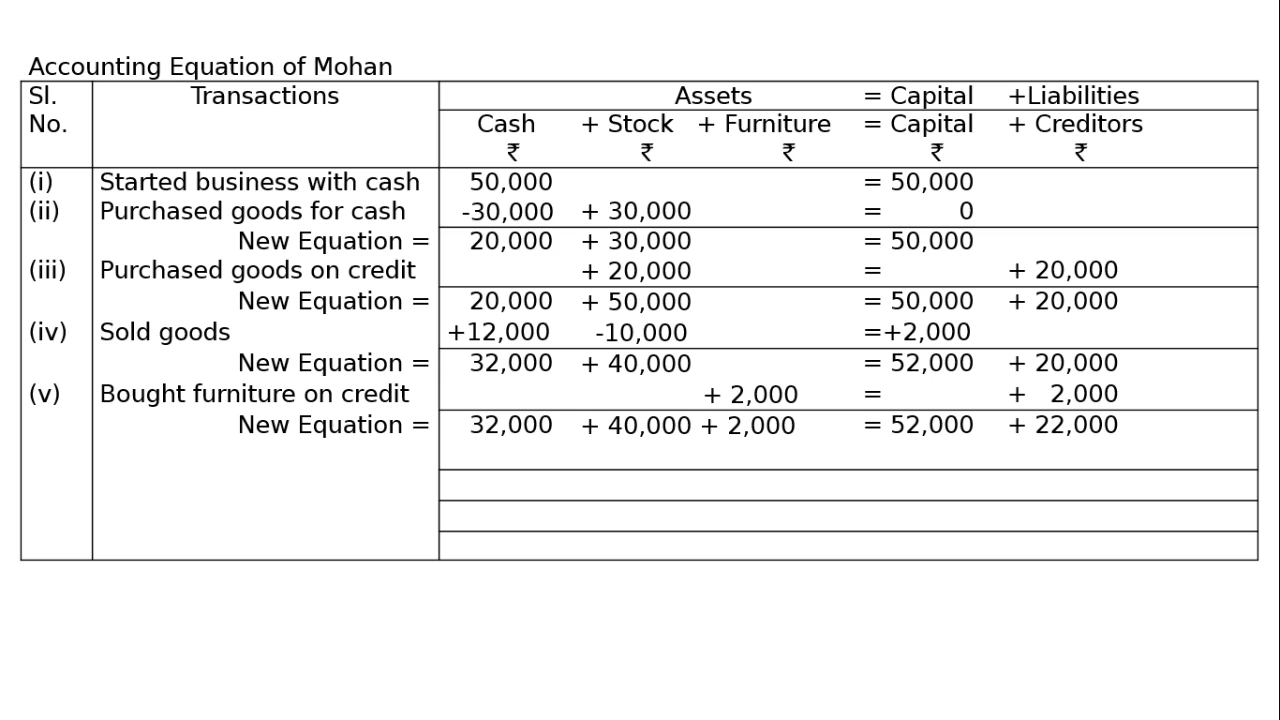 Accounting Equation of Mohan
Sl. Transactions Assets = Capital +Liabilities
No. Cash + Stock + Furniture = Capital + Creditors
₹ ₹ ₹ ₹ ₹
(i) Started business with cash 50,000 = 50,000
(ii) Purchased goods for cash -30,000 + 30,000 = 0
New Equation = 20,000 + 30,000 = 50,000
(iii) Purchased goods on credit + 20,000 = + 20,000
New Equation = 20,000 + 50,000 = 50,000 + 20,000
(iv) Sold goods +12,000 -10,000 =+2,000
New Equation = 32,000 + 40,000 = 52,000 + 20,000
(v) Bought furniture on credit + 2,000 = + 2,000
New Equation = 32,000 + 40,000 + 2,000 = 52,000 + 22,000